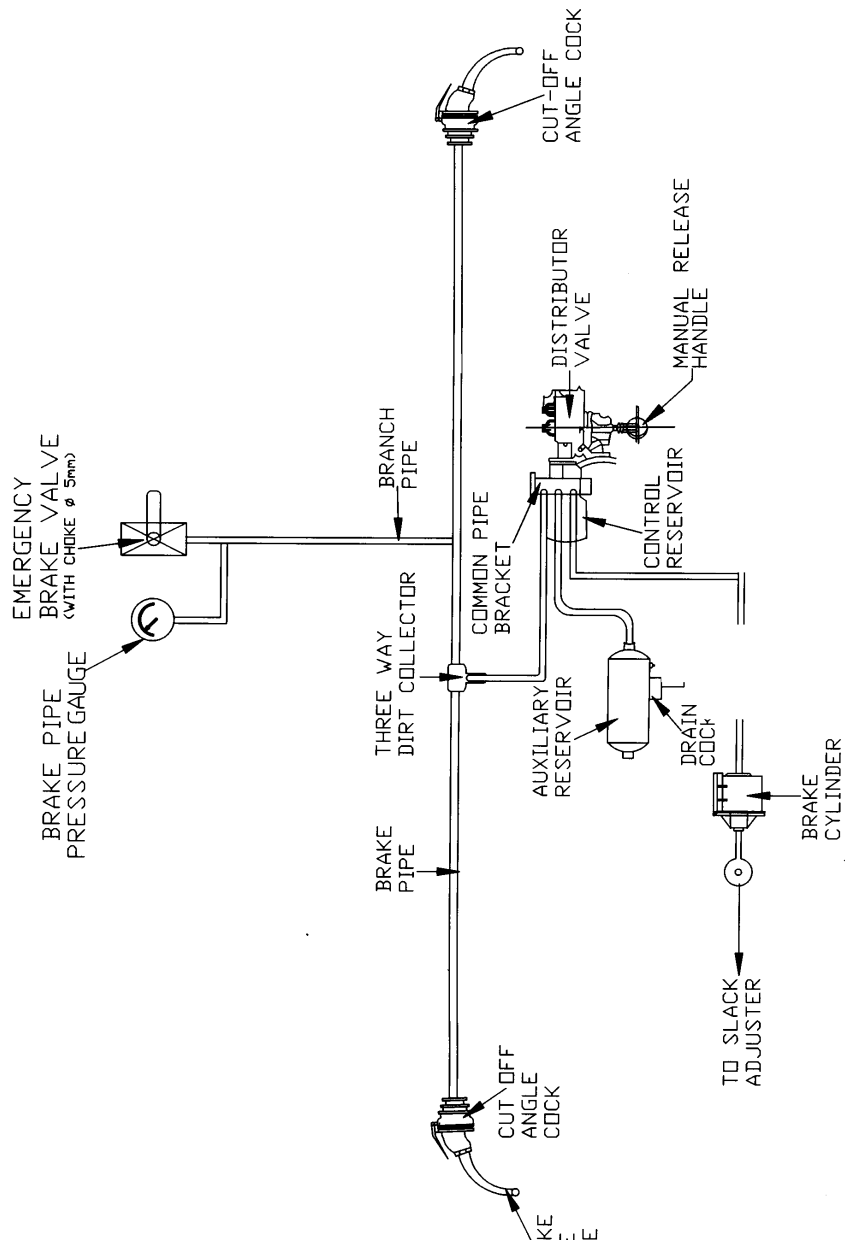 EMERGENCY
BRAKE VALVE
(WITH CHOKE ø 5mm)
BRAKE PIPE
PRESSURE GAUGE
BRANCH
PIPE
CUT-OFF
ANGLE COCK
THREE WAY
DIRT COLLECTOR
BRAKE
PIPE
COMMON PIPE
BRACKET
DISTRIBUTOR
VALVE
MANUAL RELEASE
HANDLE
CONTROL
RESERVOIR
AUXILIARY
RESERVOIR
DRAIN
COCK
BRAKE
CYLINDER
TO SLACK
ADJUSTER
CUT OFF
ANGLE
COCK